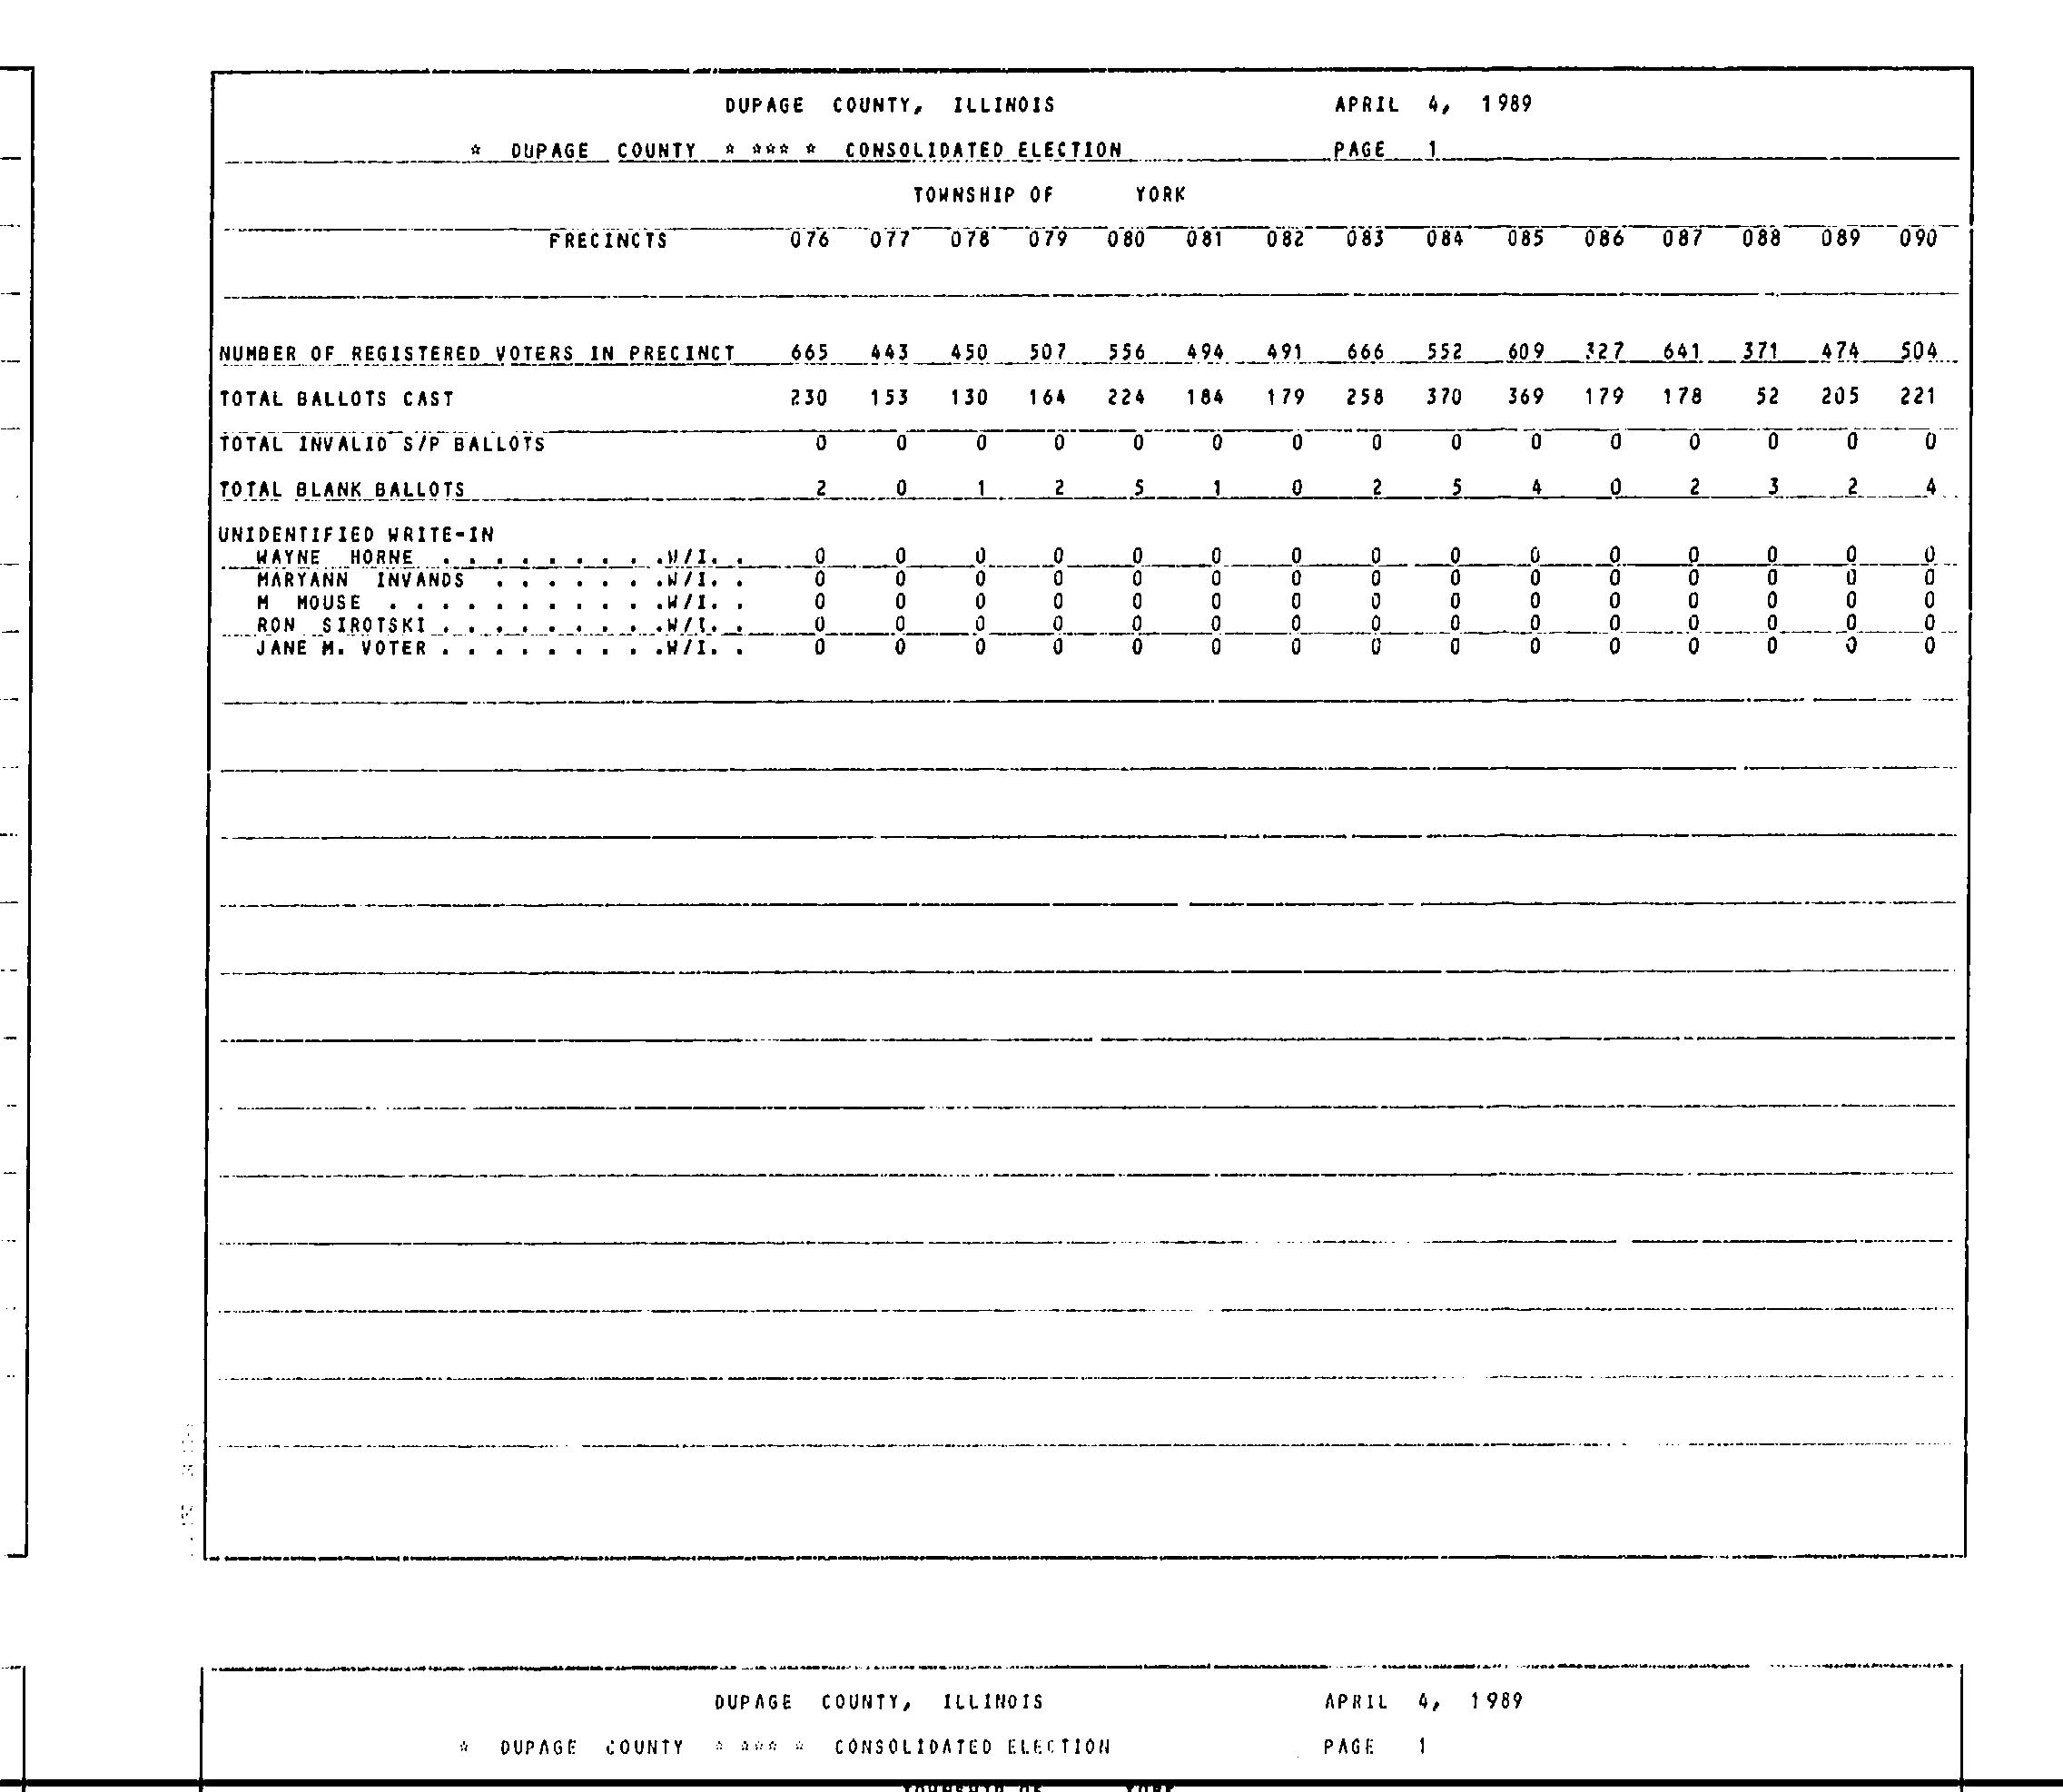 DUPAGE COUNTY, ILLINOIS APRIL 4, 1989
* DUPAGE COUNTY * *** * CONSOLIDATED ELECTION PAGE 1
TOWNSHIP OF YORK
PRECINCTS 076 077 078 079 080 081 082 083 084 085 086 087 088 089 090
NUMBER OF REGISTERED VOTERS IN PRECINCT 665 443 450 507 556 494 491 666 552 609 327 641 371 474 504
TOTAL BALLOTS CAST 230 153 130 164 224 184 179 258 370 369 179 178 52 205 221
TOTAL INVALID S/P BALLOTS 0 0 0 0 0 0 0 0 0 0 0 0 0 0 0
TOTAL BLANK BALLOTS 2 0 1 2 5 1 0 2 5 4 0 2 3 2 4
UNIDENTIFIED WRITE-IN
WAYNE HORNE . . . . . . . . .W/I. . 0 0 0 0 0 0 0 0 0 0 0 0 0 0 0
MARYANN INVANDS . . . . . . .W/I. . 0 0 0 0 0 0 0 0 0 0 0 0 0 0 0
M MOUSE . . . . . . . . . . .W/I. . 0 0 0 0 0 0 0 0 0 0 0 0 0 0 0
RON SIROTSKI . . . . . . . . .W/I. . 0 0 0 0 0 0 0 0 0 0 0 0 0 0 0
JANE M. VOTER . . . . . . . . .W/I. . 0 0 0 0 0 0 0 0 0 0 0 0 0 0 0
DUPAGE COUNTY, ILLINOIS APRIL 4, 1989
* DUPAGE COUNTY * *** * CONSOLIDATED ELECTION PAGE 1
TOWNSHIP OF YORK